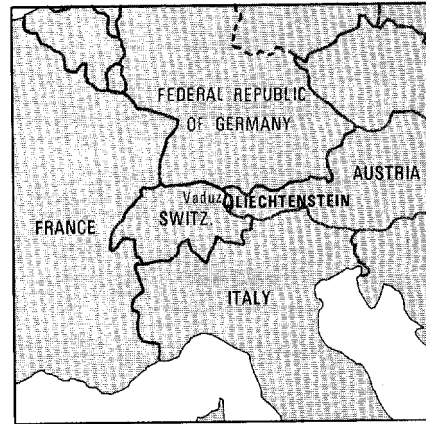 FEDERAL REPUBLIC
OF GERMANY
AUSTRIA
Vaduz
LIECHTENSTEIN
SWITZ.
FRANCE
ITALY